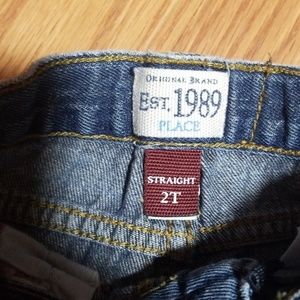 ORIGINAL BRAND
EST. 1989
PLACE
STRAIGHT
2T